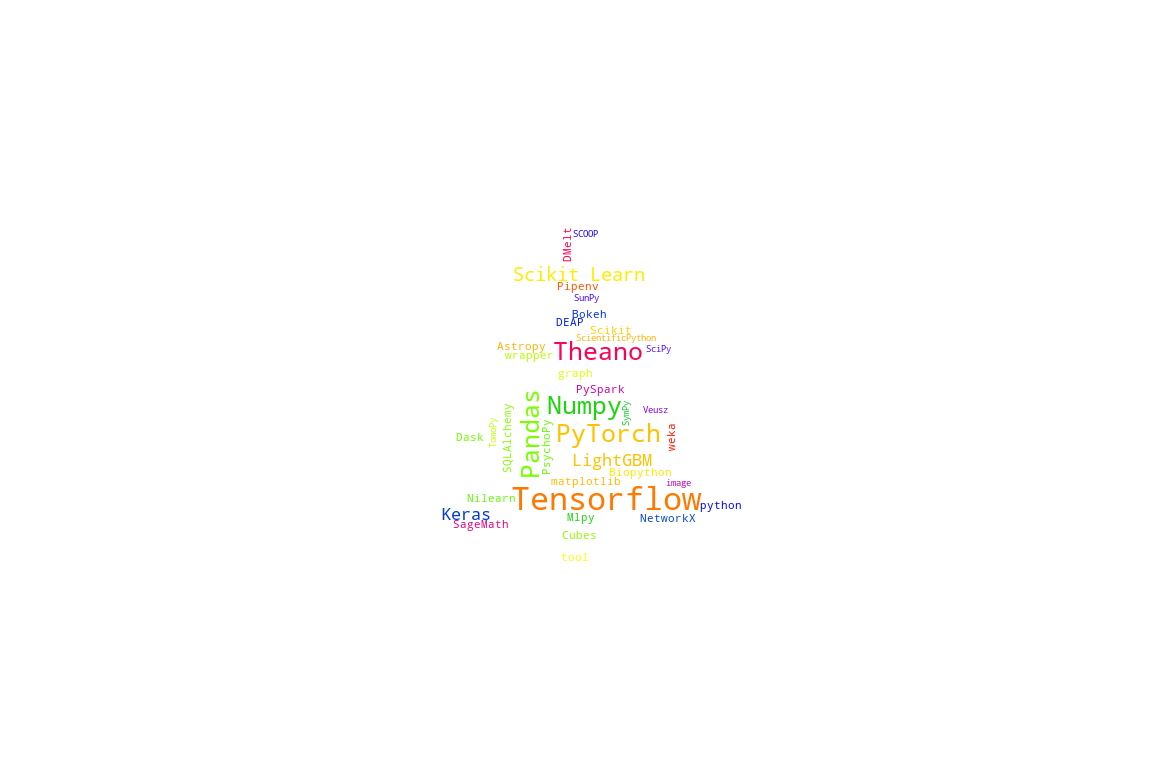 SCOOP
DMelt
Scikit Learn
Pipenv
SunPy
Bokeh
DEAP
Scikit
ScientificPython
Astropy
Theano
SciPy
wrapper
graph
PySpark
Numpy
SymPy
Veusz
Pandas
PsychoPy
SQLAlchemy
TomoPy
Dask
PyTorch
weka
LightGBM
Biopython
matplotlib
image
Nilearn
Tensorflow
python
Keras
SageMath
Mlpy
NetworkX
Cubes
tool